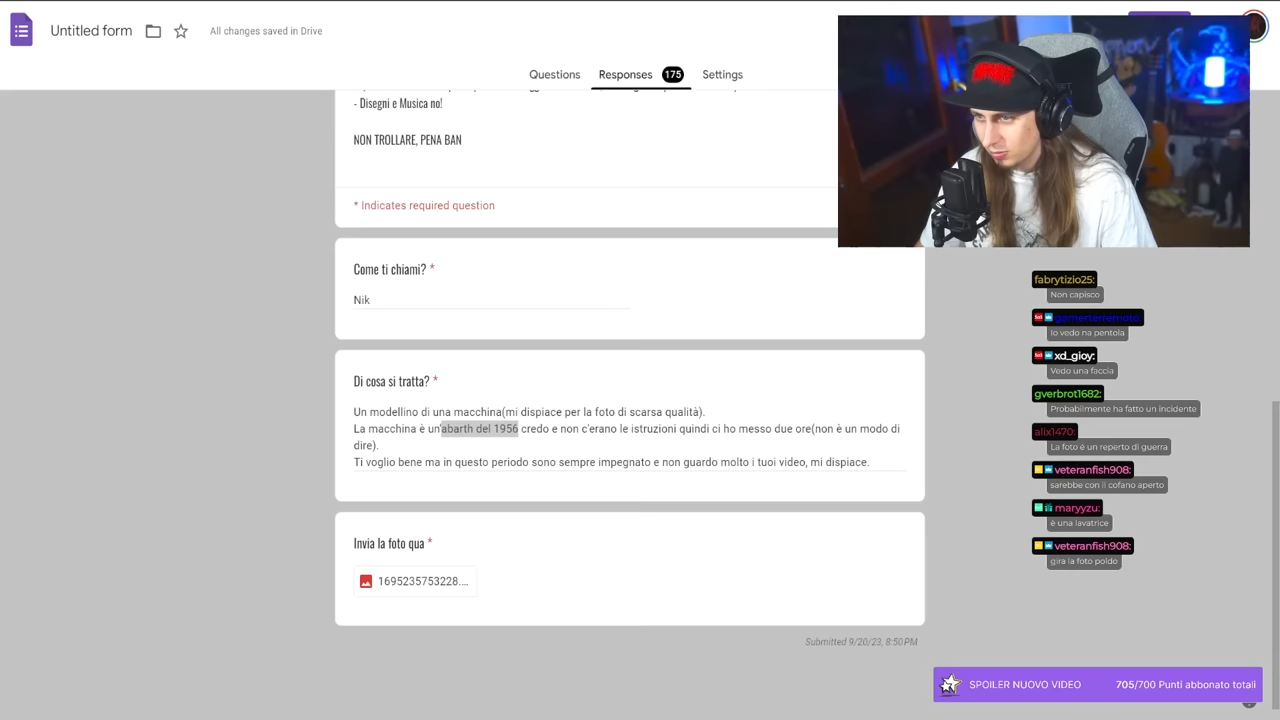 Untitled form
All changes saved in Drive
Questions
Responses 175
Settings
- Disegni e Musica no!
NON TROLLARE, PENA BAN
* Indicates required question
Come ti chiami? *
Nik
Di cosa si tratta? *
Un modellino di una macchina(mi dispiace per la foto di scarsa qualità).
La macchina è un'abarth del 1956 credo e non c'erano le istruzioni quindi ci ho messo due ore(non è un modo di
dire).
Ti voglio bene ma in questo periodo sono sempre impegnato e non guardo molto i tuoi video, mi dispiace.
Invia la foto qua *
1695235753228....
Submitted 9/20/23, 8:50 PM
fabrytizio25:
Non capisco
gamerterremoto:
Io vedo na pentola
xd_gioy:
Vedo una faccia
gverbrot1682:
Probabilmente ha fatto un incidente
alix1470:
La foto è un reperto di guerra
veteranfish908:
sarebbe con il cofano aperto
maryyzu:
è una lavatrice
veteranfish908:
gira la foto poldo
SPOILER NUOVO VIDEO
705/700 Punti abbonato totali